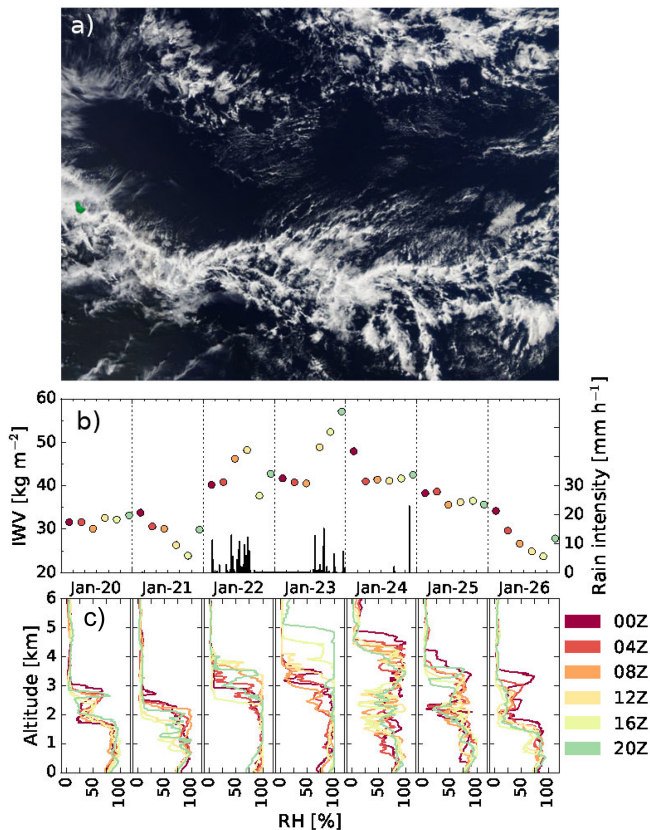 a)
b)
IWV [kg m⁻²]
60
50
40
30
20
30
20
10
0
Rain intensity [mm h⁻¹]
Jan-20 Jan-21 Jan-22 Jan-23 Jan-24 Jan-25 Jan-26
c)
Altitude [km]
6
5
4
3
2
1
0
0 50 100 0 50 100 0 50 100 0 50 100 0 50 100 0 50 100 0 50 100
RH [%]
00Z
04Z
08Z
12Z
16Z
20Z